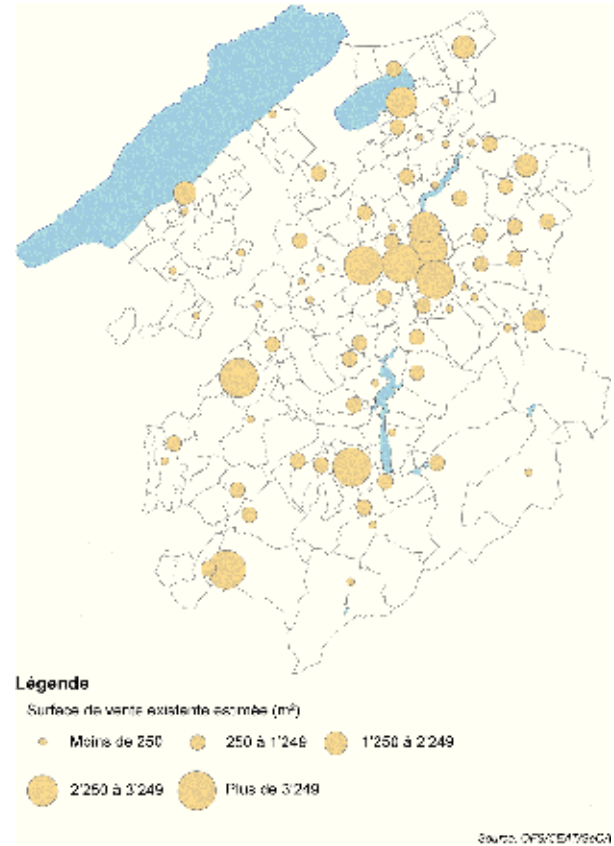 Légende
Surface de vente existente estimée (m²)
Moins de 250 250 à 1'249 1'250 à 2'249
2'250 à 3'249 Plus de 3'249
Source: OFS/CEAT/SeCA